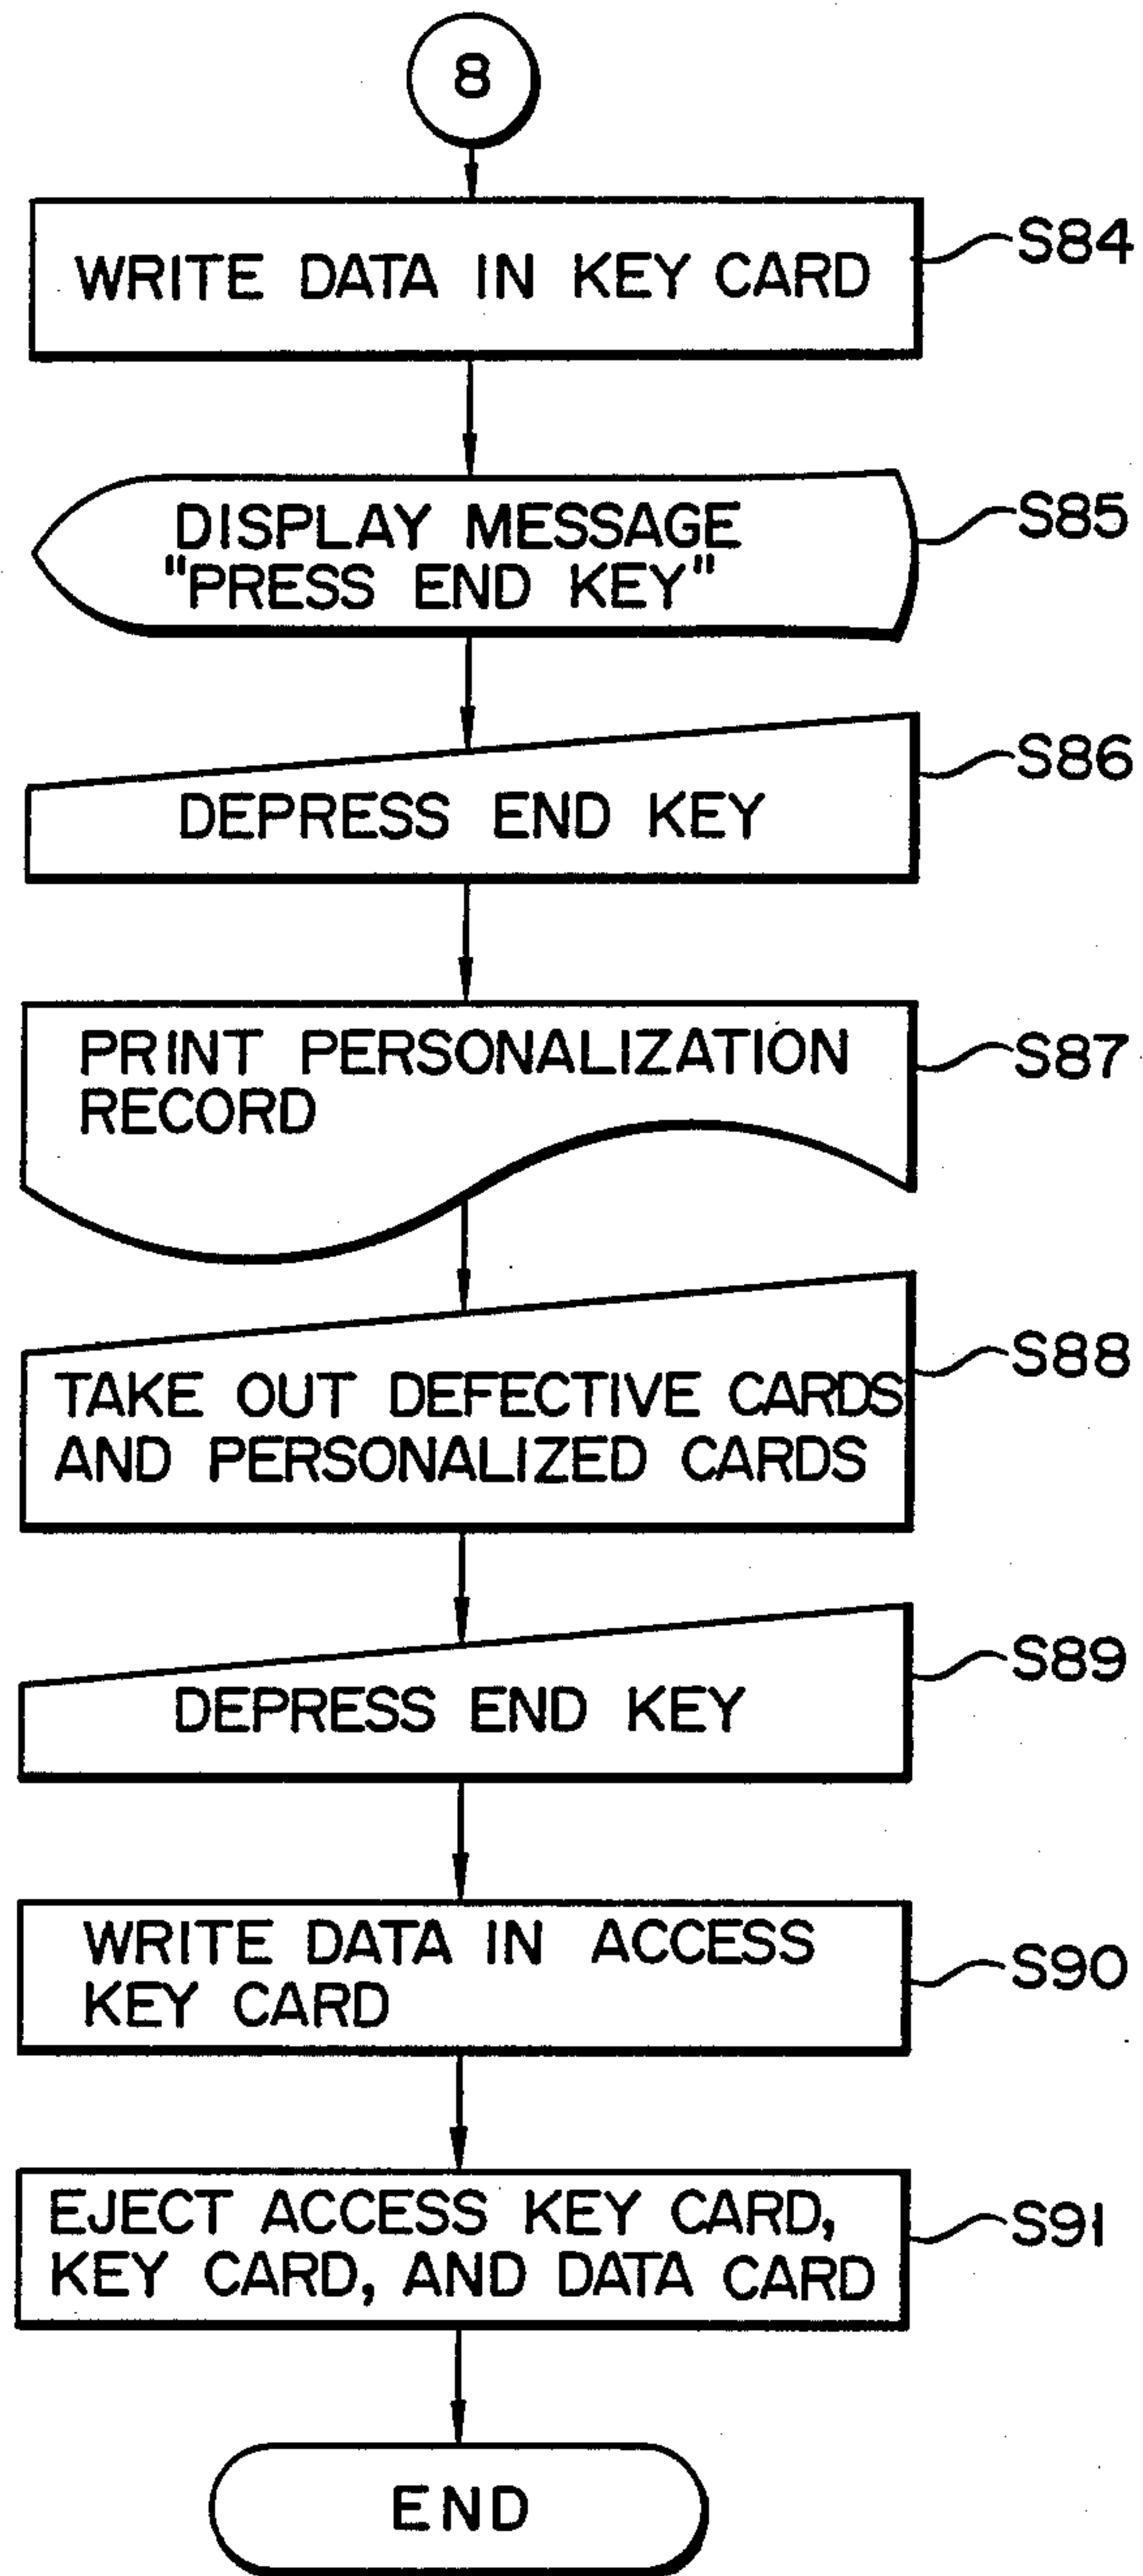 8
WRITE DATA IN KEY CARD
S84
DISPLAY MESSAGE
"PRESS END KEY"
S85
DEPRESS END KEY
S86
PRINT PERSONALIZATION
RECORD
S87
TAKE OUT DEFECTIVE CARDS
AND PERSONALIZED CARDS
S88
DEPRESS END KEY
S89
WRITE DATA IN ACCESS
KEY CARD
S90
EJECT ACCESS KEY CARD,
KEY CARD, AND DATA CARD
S91
END